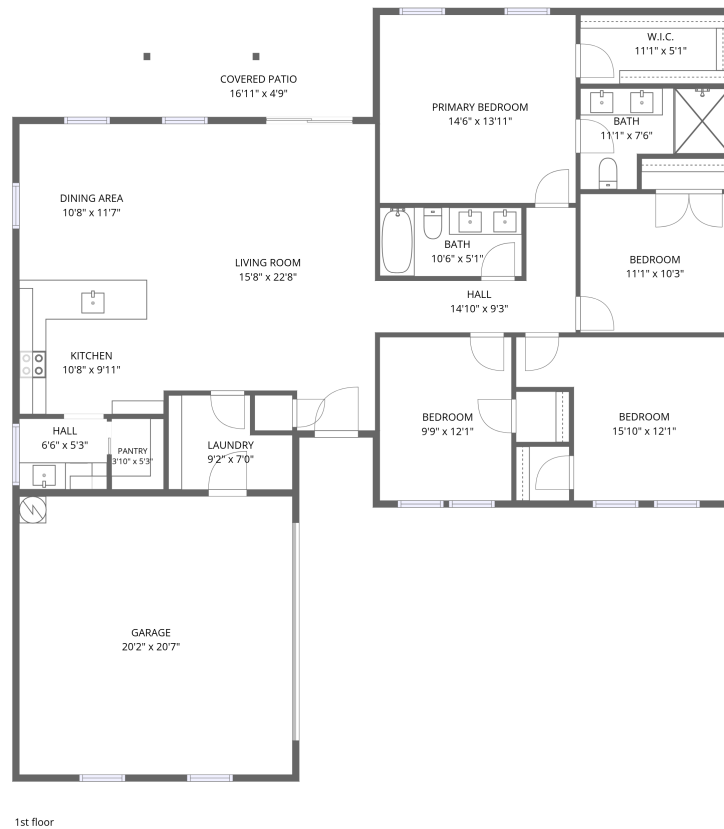 W.I.C.
11'1" x 5'1"
COVERED PATIO
16'11" x 4'9"
PRIMARY BEDROOM
14'6" x 13'11"
BATH
11'1" x 7'6"
DINING AREA
10'8" x 11'7"
BATH
10'6" x 5'1"
LIVING ROOM
15'8" x 22'8"
BEDROOM
11'1" x 10'3"
HALL
14'10" x 9'3"
KITCHEN
10'8" x 9'11"
BEDROOM
9'9" x 12'1"
BEDROOM
15'10" x 12'1"
HALL
6'6" x 5'3"
PANTRY
3'10" x 5'3"
LAUNDRY
9'2" x 7'0"
GARAGE
20'2" x 20'7"
1st floor